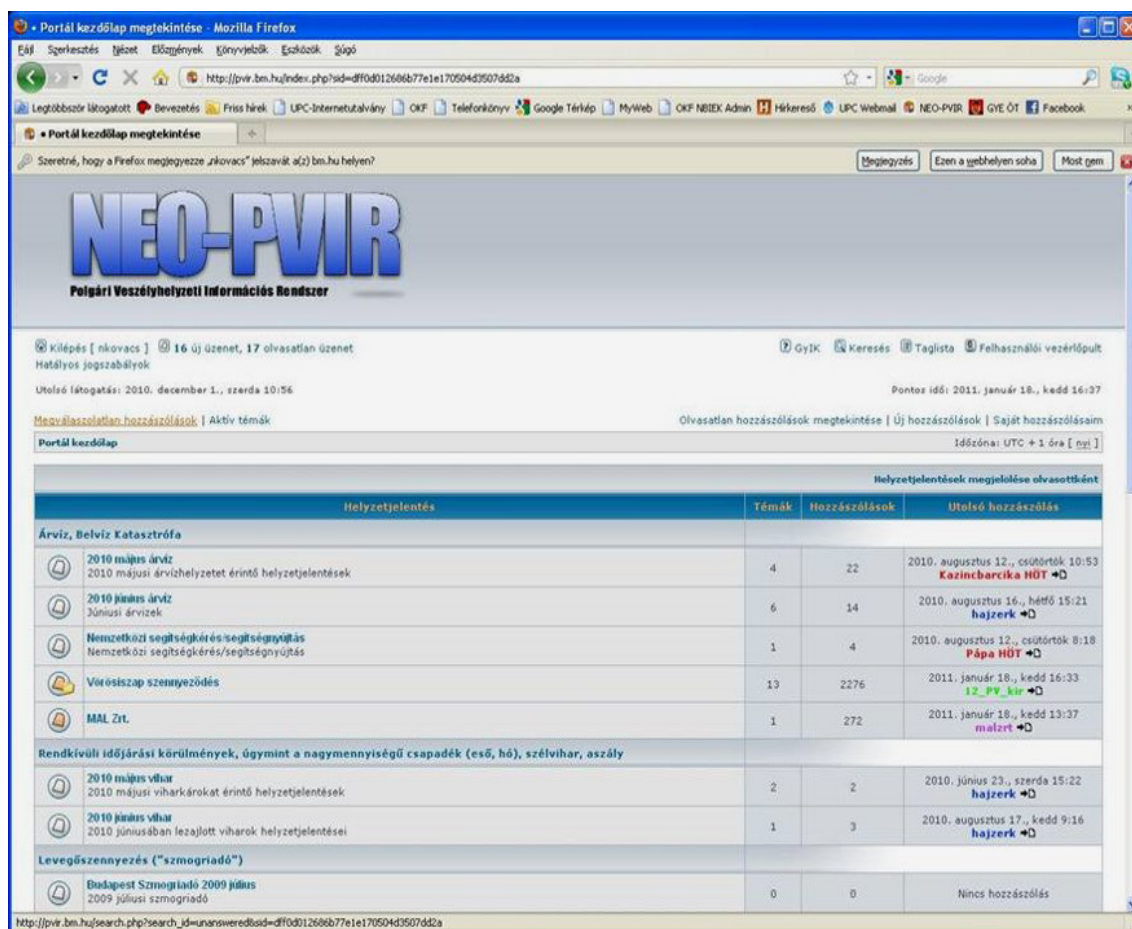 • Portál kezdőlap megtekintése - Mozilla Firefox
Fájl Szerkesztés Nézet Előzmények Könyvjelzők Eszközök Súgó
http://pvir.bm.hu/index.php?sid=dff0d012686b77e1e170504d3507dd2a Google
Legtöbbször látogatott Bevezetés Friss hírek UPC-Internetutalvány OKF Telefonkönyv Google Térkép MyWeb OKF NBIEK Admin Hírkereső UPC Webmail NEO-PVIR GYE ÖT Facebook
• Portál kezdőlap megtekintése
Szeretné, hogy a Firefox megjegyezze „nkovacs” jelszavát a(z) bm.hu helyen? Megjegyzés Ezen a webhelyen soha Most nem
NEO-PVIR
Polgári Veszélyhelyzeti Információs Rendszer
Kilépés [ nkovacs ] 16 új üzenet, 17 olvasatlan üzenet GyIK Keresés Taglista Felhasználói vezérlőpult
Hatályos jogszabályok
Utolsó látogatás: 2010. december 1., szerda 10:56 Pontos idő: 2011. január 18., kedd 16:37
Megválaszolatlan hozzászólások | Aktív témák Olvasatlan hozzászólások megtekintése | Új hozzászólások | Saját hozzászólásaim
Portál kezdőlap Időzóna: UTC + 1 óra [ nyi ]
Helyzetjelentések megjelölése olvasottként
Helyzetjelentés Témák Hozzászólások Utolsó hozzászólás
Árvíz, Belvíz Katasztrófa
2010 május árvíz
2010 májusi árvízhelyzetet érintő helyzetjelentések 4 22 2010. augusztus 12., csütörtök 10:53
Kazincbarcika HÖT
2010 június árvíz
Júniusi árvizek 6 14 2010. augusztus 16., hétfő 15:21
hajzerk
Nemzetközi segítségkérés/segítségnyújtás
Nemzetközi segítségkérés/segítségnyújtás 1 4 2010. augusztus 12., csütörtök 8:18
Pápa HÖT
Vörösiszap szennyeződés 13 2276 2011. január 18., kedd 16:33
12_PV_kir
MAL Zrt. 1 272 2011. január 18., kedd 13:37
malzrt
Rendkívüli időjárási körülmények, úgymint a nagymennyiségű csapadék (eső, hó), szélvihar, aszály
2010 május vihar
2010 májusi viharkárokat érintő helyzetjelentések 2 2 2010. június 23., szerda 15:22
hajzerk
2010 június vihar
2010 júniusában lezajlott viharok helyzetjelentései 1 3 2010. augusztus 17., kedd 9:16
hajzerk
Levegőszennyezés ("szmogriadó")
Budapest Szmogriadó 2009 július
2009 júliusi szmogriadó 0 0 Nincs hozzászólás
http://pvir.bm.hu/search.php?search_id=unanswered&sid=dff0d012686b77e1e170504d3507dd2a